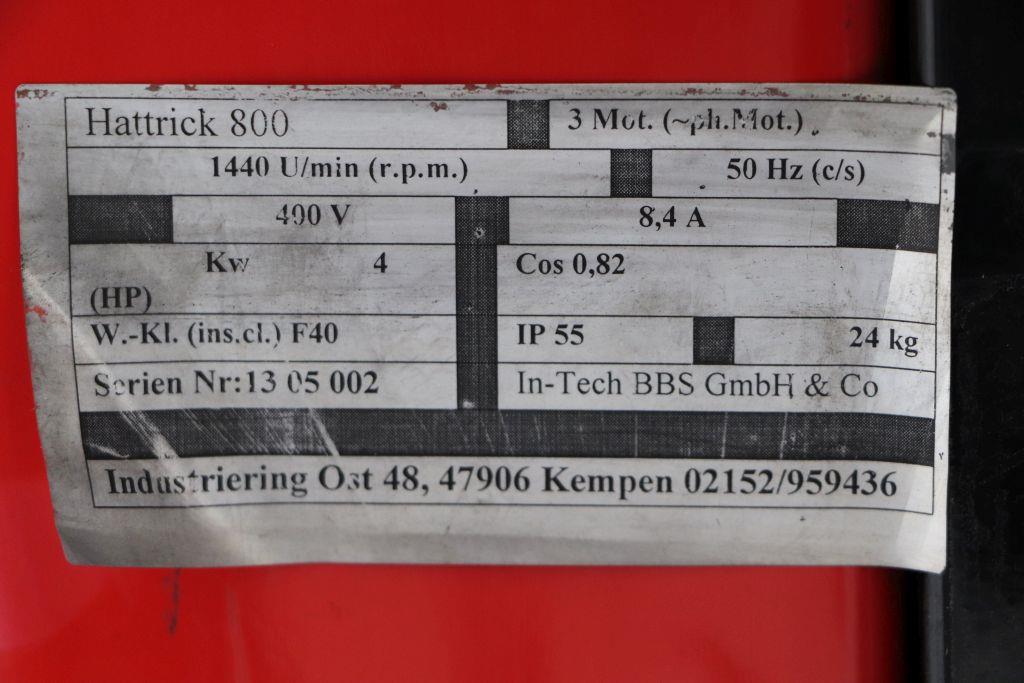 Hattrick 800 3 Mot. (~ph.Mot.)
1440 U/min (r.p.m.) 50 Hz (c/s)
400 V 8,4 A
Kw 4 Cos 0,82
(HP)
W.-Kl. (ins.cl.) F40 IP 55 24 kg
Serien Nr:13 05 002 In-Tech BBS GmbH & Co
Industriering Ost 48, 47906 Kempen 02152/959436